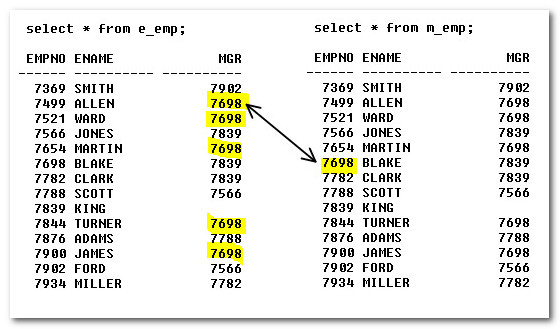 select * from e_emp;
EMPNO ENAME MGR
------ ----------- -----------
7369 SMITH 7902
7499 ALLEN 7698
7521 WARD 7698
7566 JONES 7839
7654 MARTIN 7698
7698 BLAKE 7839
7782 CLARK 7839
7788 SCOTT 7566
7839 KING
7844 TURNER 7698
7876 ADAMS 7788
7900 JAMES 7698
7902 FORD 7566
7934 MILLER 7782
select * from m_emp;
EMPNO ENAME MGR
------ ----------- -----------
7369 SMITH 7902
7499 ALLEN 7698
7521 WARD 7698
7566 JONES 7839
7654 MARTIN 7698
7698 BLAKE 7839
7782 CLARK 7839
7788 SCOTT 7566
7839 KING
7844 TURNER 7698
7876 ADAMS 7788
7900 JAMES 7698
7902 FORD 7566
7934 MILLER 7782